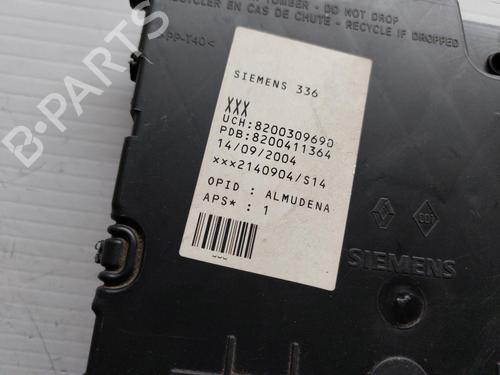 TOMBER - DO NOT DROP
RECYCLER EN CAS DE CHUTE - RECYCLE IF DROPPED
PP-T40<
SIEMENS 336
XXX
UCH:8200309690
PDB:8200411364
14/09/2004
xxx2140904/S14
OPID : ALMUDENA
APS* : 1
SIEMENS
B-PARTS